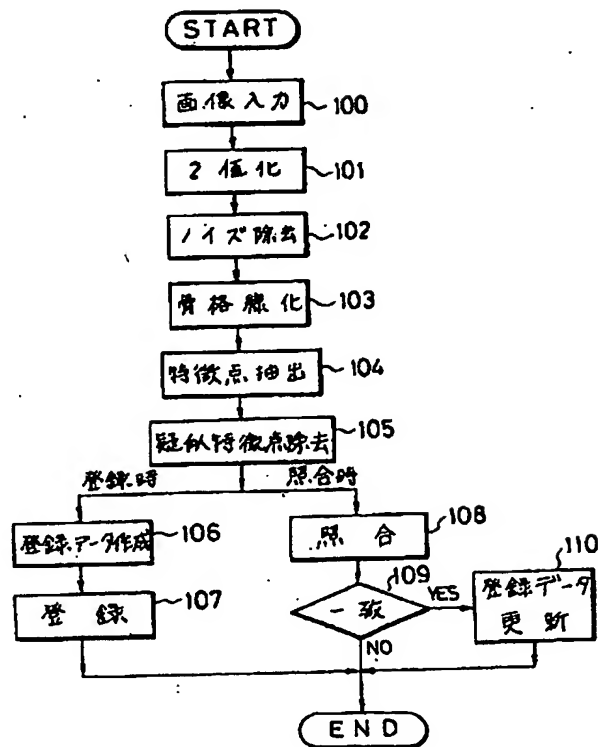 START
画像入力
100
2値化
101
ノイズ除去
102
骨格線化
103
特徴点抽出
104
疑似特徴点除去
105
登録時
照合時
登録データ作成
106
照合
108
登録
107
一致
109
YES
NO
登録データ
更新
110
END